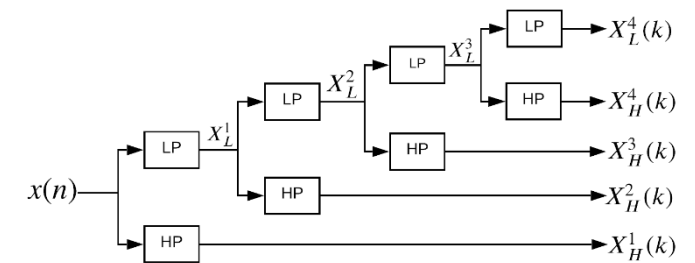 LP X_L^4(k)
LP X_L^3
LP X_L^2 HP X_H^4(k)
LP X_L^1 HP X_H^3(k)
x(n) HP X_H^2(k)
HP X_H^1(k)